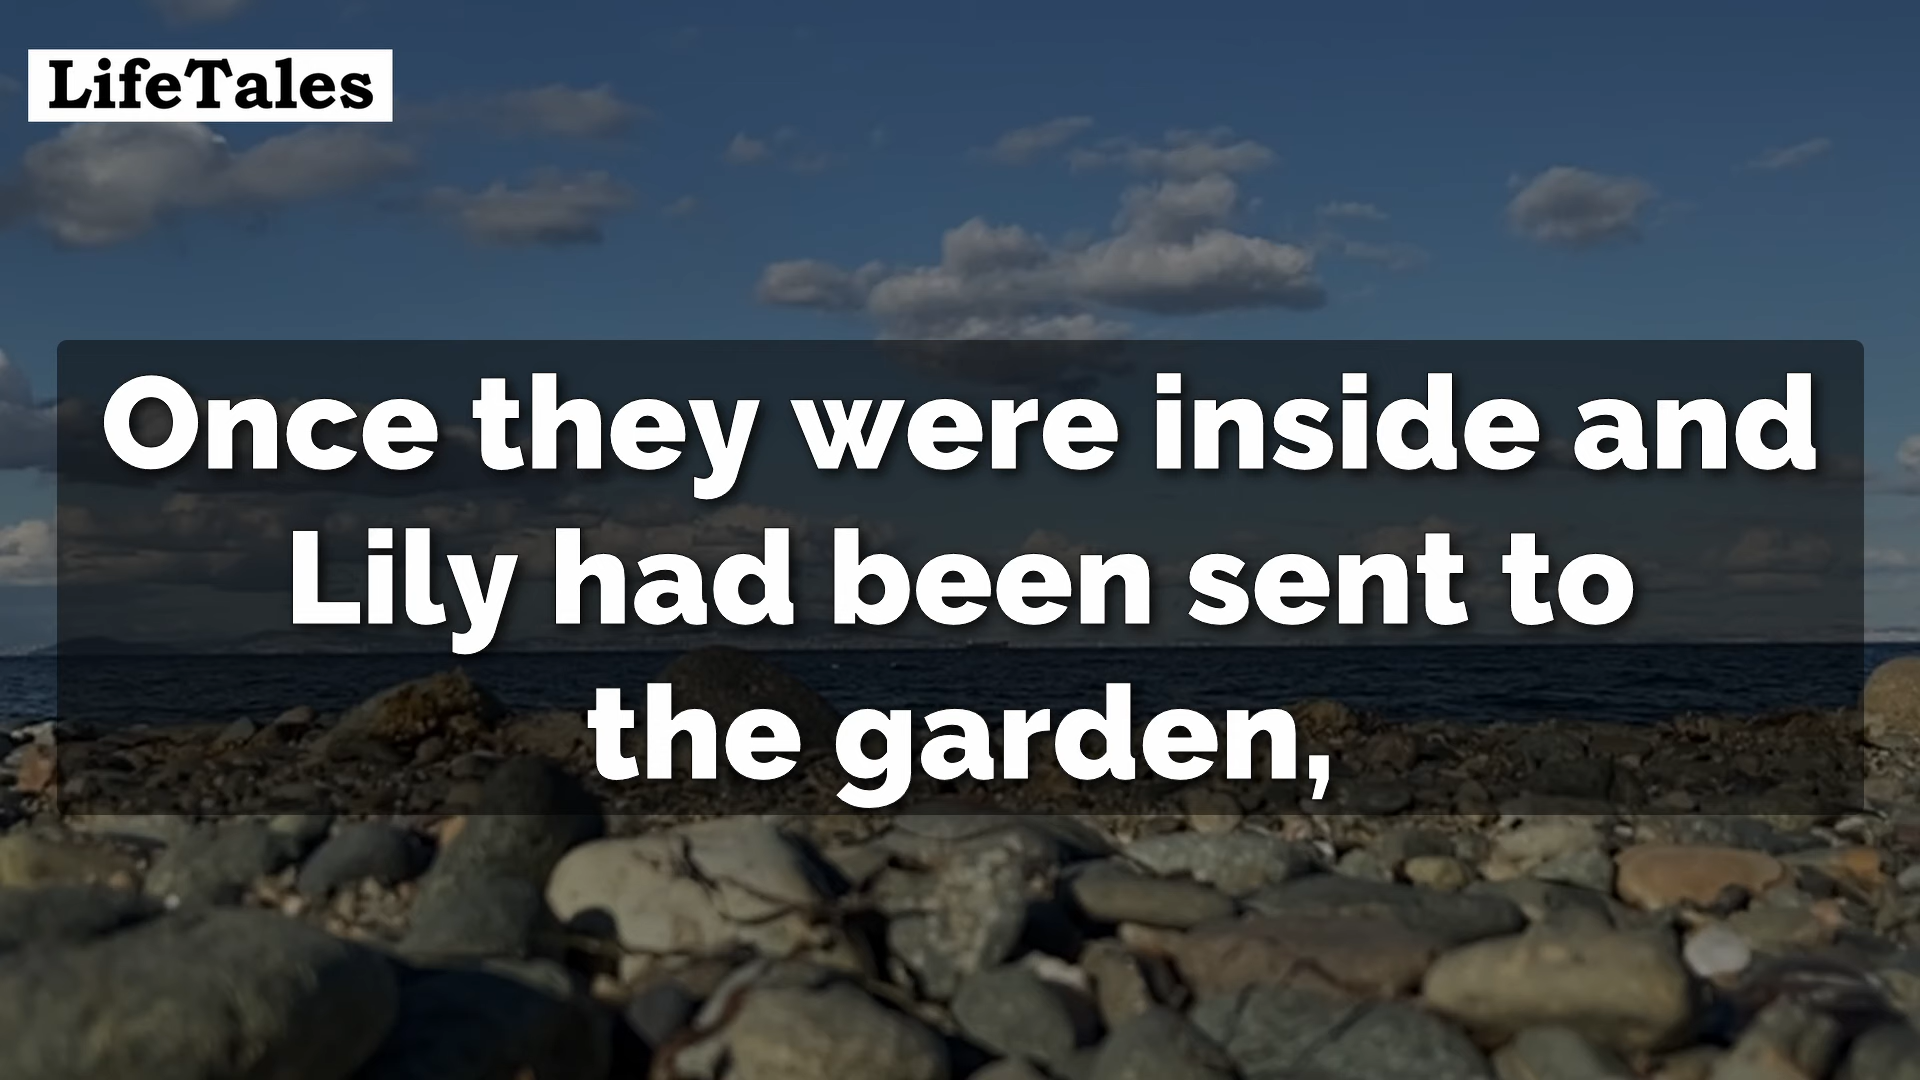 LifeTales
Once they were inside and
Lily had been sent to
the garden,